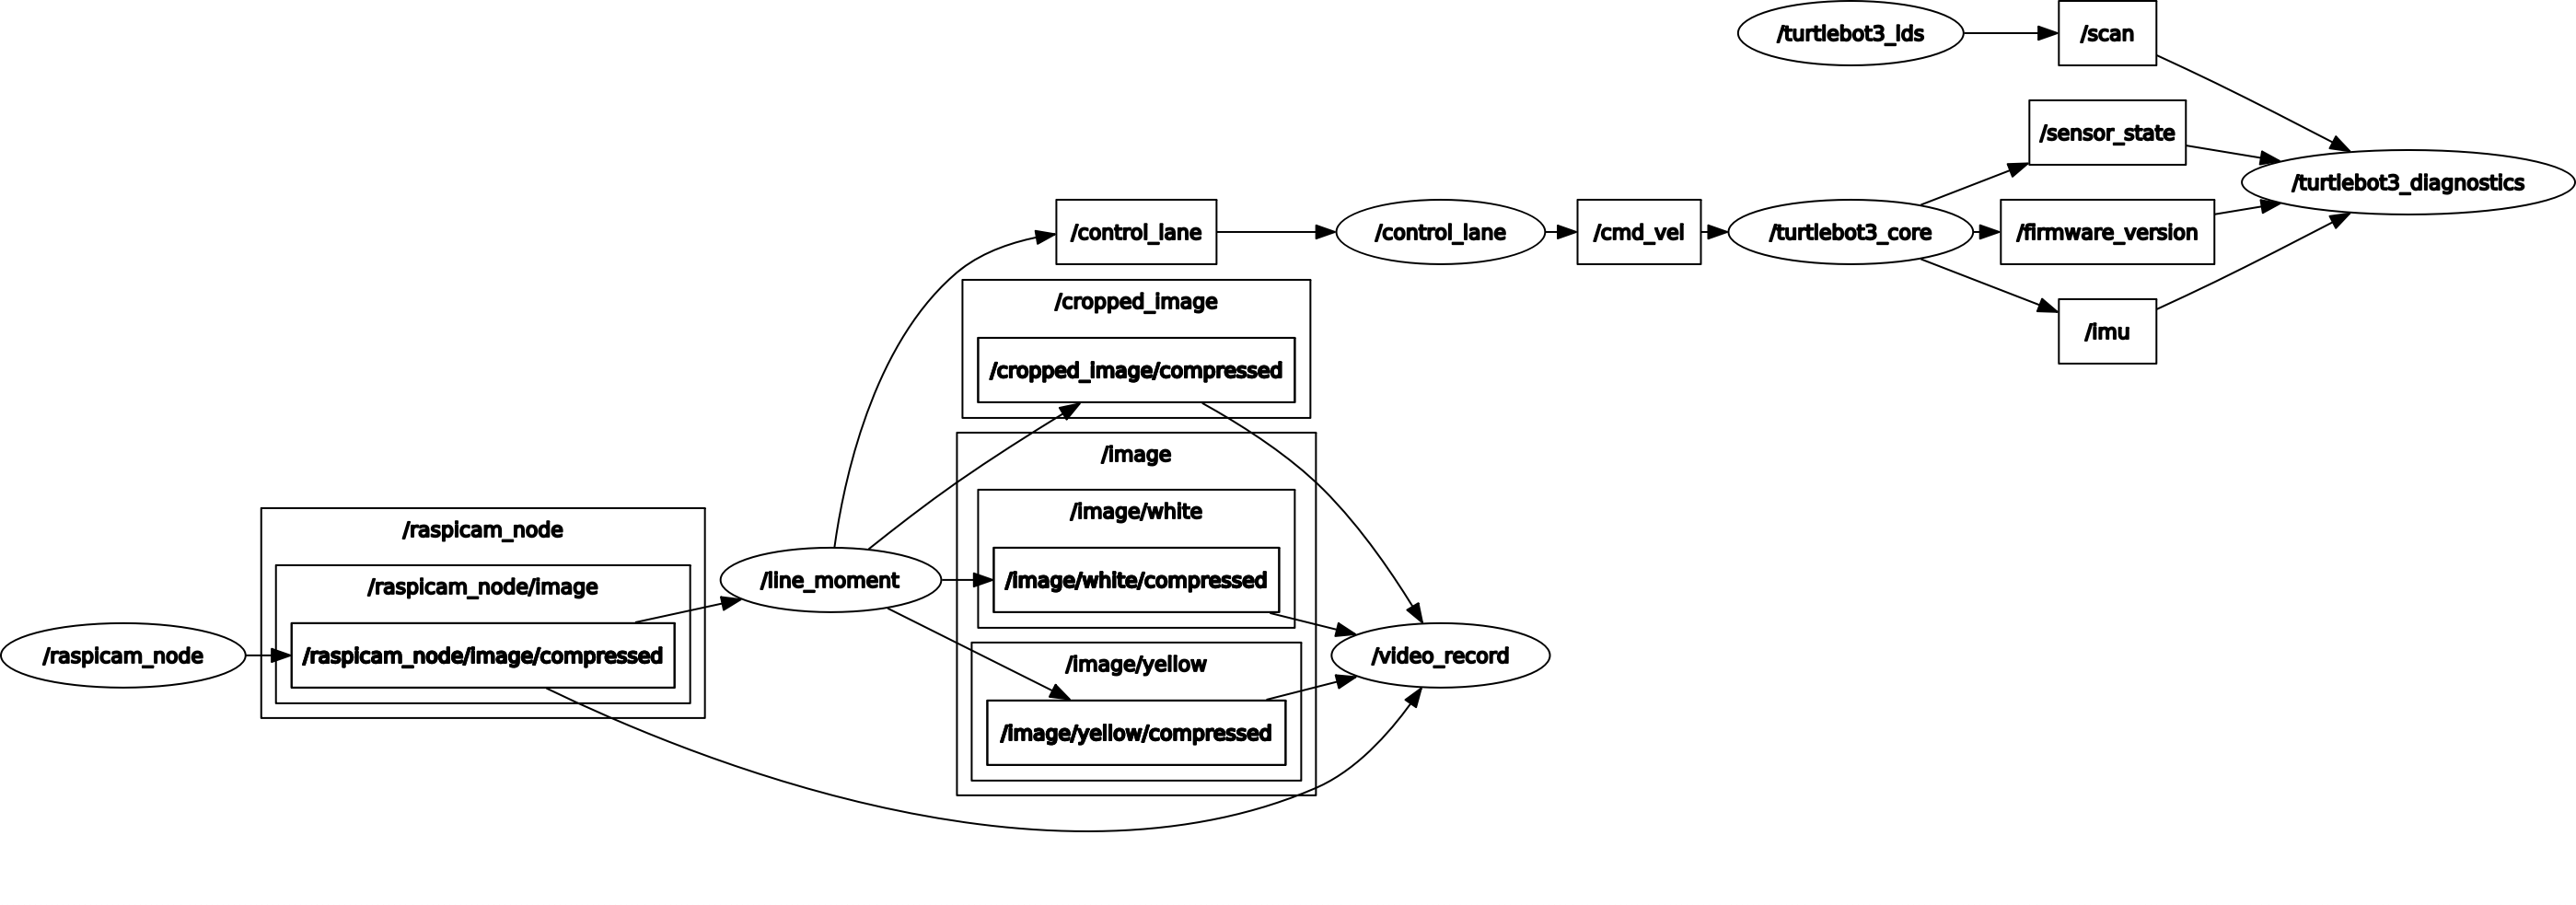 /turtlebot3_lds
/scan
/sensor_state
/turtlebot3_diagnostics
/control_lane
/control_lane
/cmd_vel
/turtlebot3_core
/firmware_version
/cropped_image
/imu
/cropped_image/compressed
/image
/image/white
/raspicam_node
/image/white/compressed
/line_moment
/raspicam_node/image
/raspicam_node
/raspicam_node/image/compressed
/image/yellow
/video_record
/image/yellow/compressed